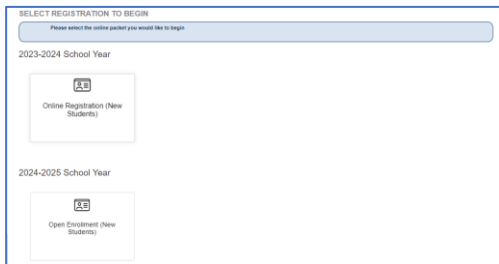 SELECT REGISTRATION TO BEGIN
Please select the online packet you would like to begin
2023-2024 School Year
Online Registration (New
Students)
2024-2025 School Year
Open Enrollment (New
Students)